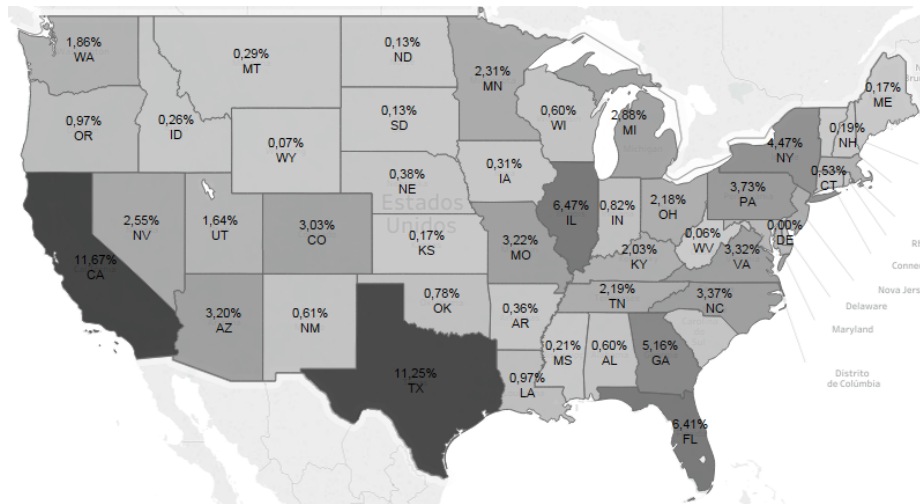 1,86%
WA
0,29%
MT
0,13%
ND
2,31%
MN
0,17%
ME
0,97%
OR
0,26%
ID
0,13%
SD
0,60%
WI
2,88%
MI
0,19%
NH
0,07%
WY
4,47%
NY
0,31%
IA
0,53%
CT
0,38%
NE
3,73%
PA
Estados
Unidos
2,55%
NV
1,64%
UT
3,03%
CO
6,47%
IL
0,82%
IN
2,18%
OH
0,00%
DE
0,17%
KS
3,22%
MO
0,06%
WV
2,03%
KY
3,32%
VA
11,67%
CA
3,20%
AZ
0,61%
NM
0,78%
OK
0,36%
AR
2,19%
TN
3,37%
NC
Nova Jers
Delaware
Maryland
0,21%
MS
0,60%
AL
5,16%
GA
11,25%
TX
0,97%
LA
Distrito
de Colúmbia
6,41%
FL